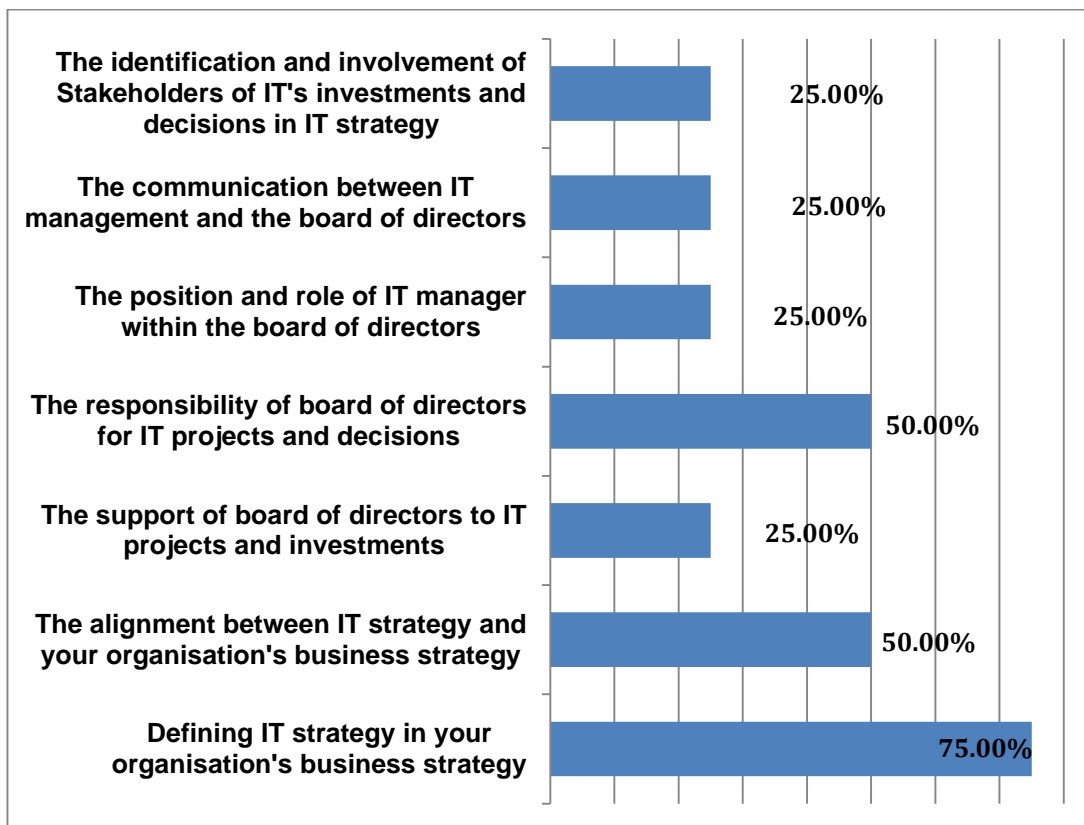 The identification and involvement of
Stakeholders of IT's investments and
decisions in IT strategy
25.00%
The communication between IT
management and the board of directors
25.00%
The position and role of IT manager
within the board of directors
25.00%
The responsibility of board of directors
for IT projects and decisions
50.00%
The support of board of directors to IT
projects and investments
25.00%
The alignment between IT strategy and
your organisation's business strategy
50.00%
Defining IT strategy in your
organisation's business strategy
75.00%